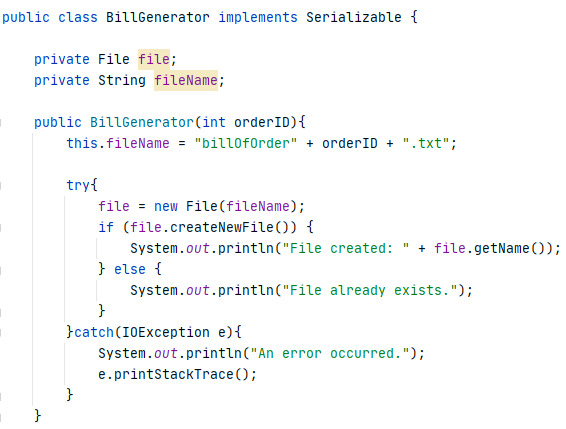 public class BillGenerator implements Serializable {
private File file;
private String fileName;
public BillGenerator(int orderID){
this.fileName = "billOfOrder" + orderID + ".txt";
try{
file = new File(fileName);
if (file.createNewFile()) {
System.out.println("File created: " + file.getName());
} else {
System.out.println("File already exists.");
}
}catch(IOException e){
System.out.println("An error occurred.");
e.printStackTrace();
}
}